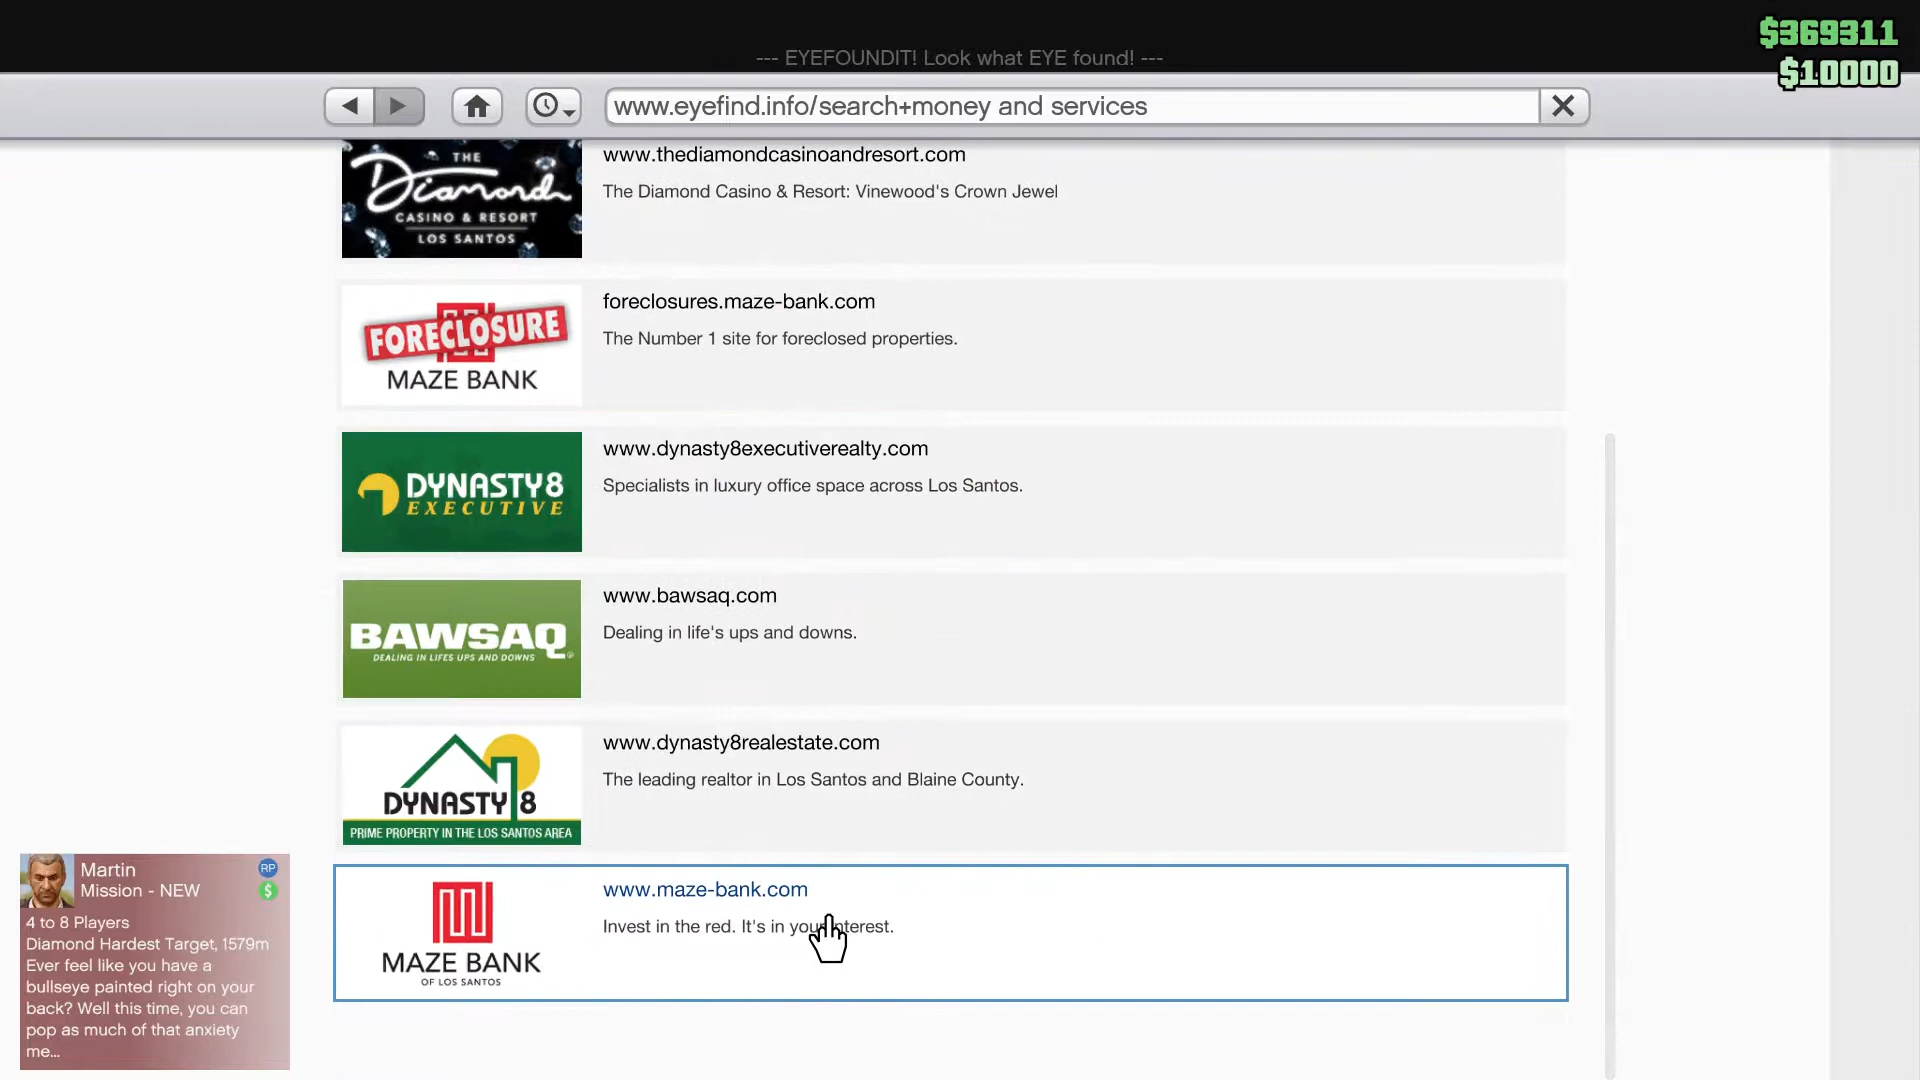 --- EYEFOUNDIT! Look what EYE found! ---
$369311
$10000
www.eyefind.info/search+money and services
THE
Diamond
CASINO & RESORT
LOS SANTOS
www.thediamondcasinoandresort.com
The Diamond Casino & Resort: Vinewood's Crown Jewel
FORECLOSURE
MAZE BANK
foreclosures.maze-bank.com
The Number 1 site for foreclosed properties.
DYNASTY8
EXECUTIVE
www.dynasty8executiverealty.com
Specialists in luxury office space across Los Santos.
BAWSAQ
DEALING IN LIFES UPS AND DOWNS
www.bawsaq.com
Dealing in life's ups and downs.
DYNASTY 8
PRIME PROPERTY IN THE LOS SANTOS AREA
www.dynasty8realestate.com
The leading realtor in Los Santos and Blaine County.
MAZE BANK
OF LOS SANTOS
www.maze-bank.com
Invest in the red. It's in your interest.
Martin
RP
Mission - NEW
$
4 to 8 Players
Diamond Hardest Target, 1579m
Ever feel like you have a
bullseye painted right on your
back? Well this time, you can
pop as much of that anxiety
me...